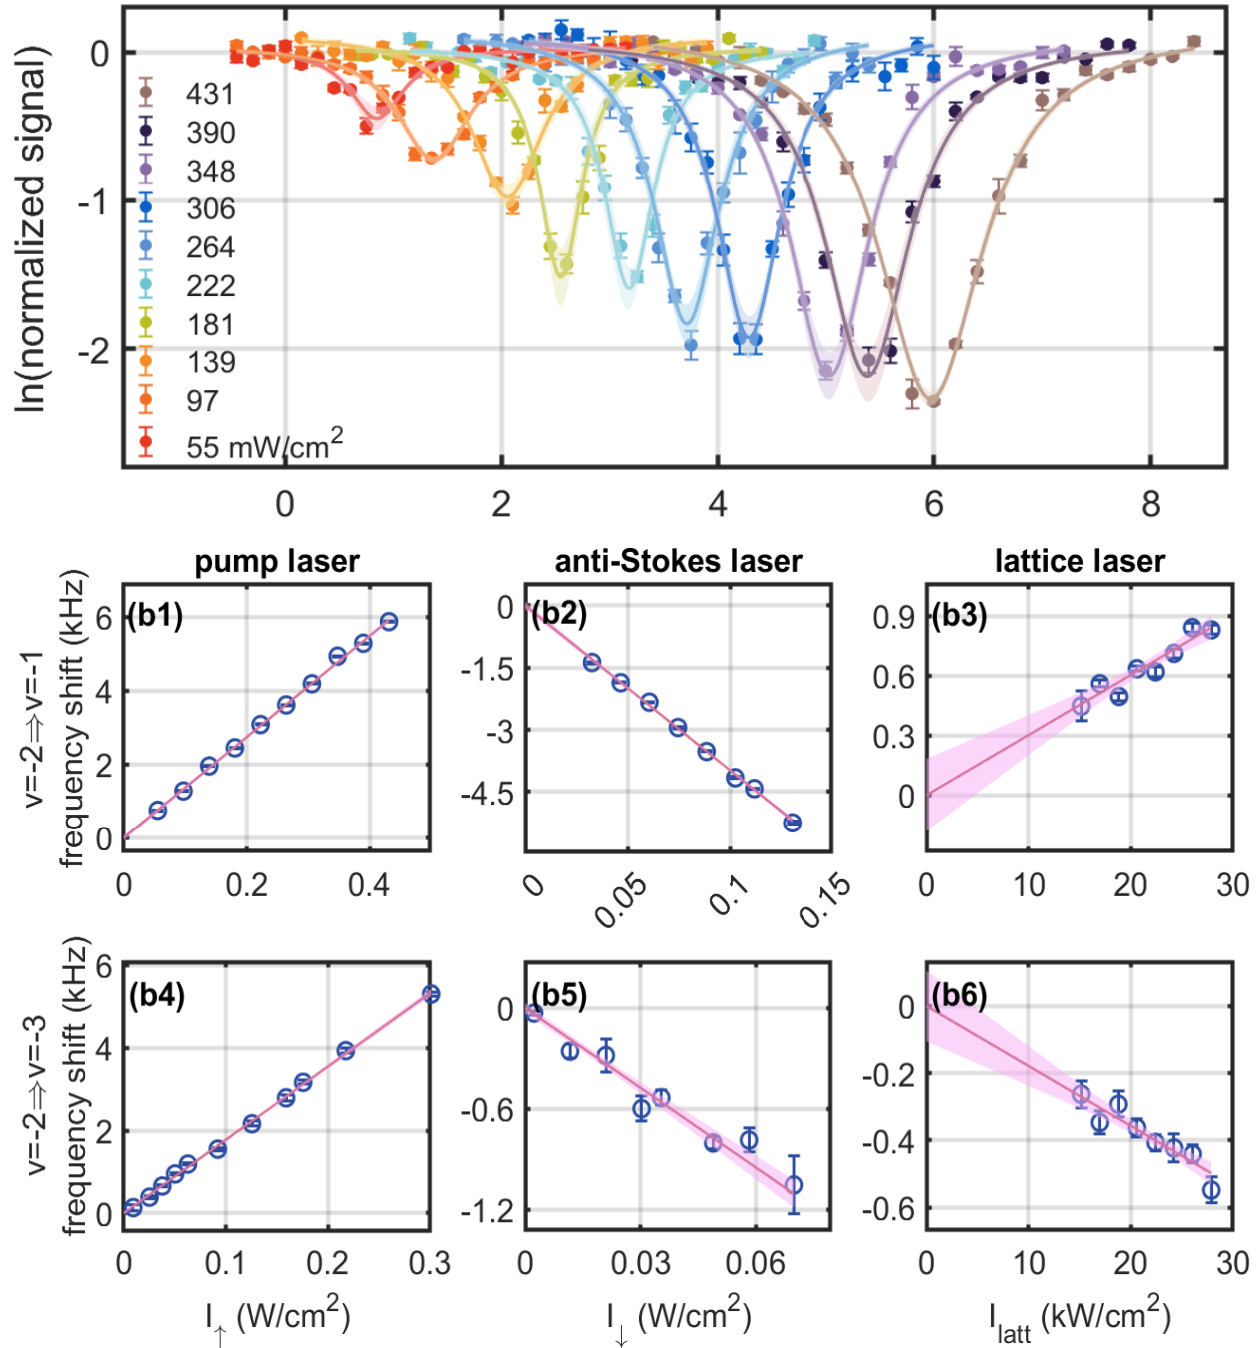 ln(normalized signal)
0
-1
-2
431
390
348
306
264
222
181
139
97
55 mW/cm²
0 2 4 6 8
pump laser anti-Stokes laser lattice laser
v=-2⇒v=-1
frequency shift (kHz)
(b1)
6
4
2
0
0 0.2 0.4
(b2)
0
-1.5
-3
-4.5
0 0.05 0.1 0.15
(b3)
0.9
0.6
0.3
0
0 10 20 30
v=-2⇒v=-3
frequency shift (kHz)
(b4)
6
4
2
0
0 0.1 0.2 0.3
I↑ (W/cm²)
(b5)
0
-0.6
-1.2
0 0.03 0.06
I↓ (W/cm²)
(b6)
0
-0.2
-0.4
-0.6
0 10 20 30
Ilatt (kW/cm²)